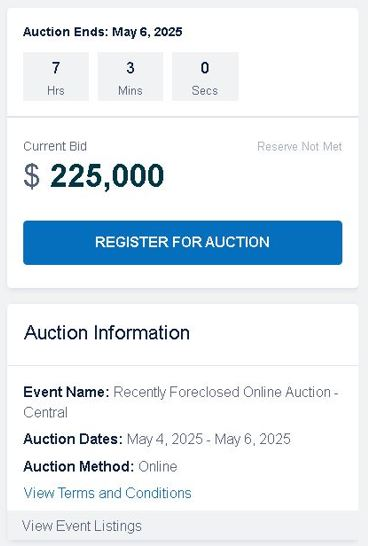 Auction Ends: May 6, 2025
7 3 0
Hrs Mins Secs
Current Bid Reserve Not Met
$ 225,000
REGISTER FOR AUCTION
Auction Information
Event Name: Recently Foreclosed Online Auction -
Central
Auction Dates: May 4, 2025 - May 6, 2025
Auction Method: Online
View Terms and Conditions
View Event Listings